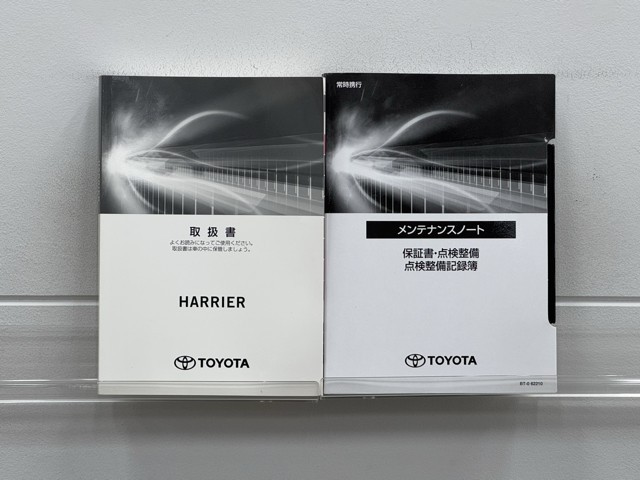 取扱書
よくお読みになってご使用ください。
取扱書は車の中に保管しましょう。
HARRIER
TOYOTA
常時携行
メンテナンスノート
保証書・点検整備
点検整備記録簿
TOYOTA